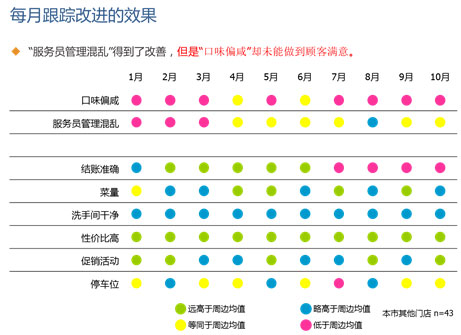 每月跟踪改进的效果
“服务员管理混乱”得到了改善，但是“口味偏咸”却未能做到顾客满意。
1月 2月 3月 4月 5月 6月 7月 8月 9月 10月
口味偏咸
服务员管理混乱
结账准确
菜量
洗手间干净
性价比高
促销活动
停车位
远高于周边均值 略高于周边均值
等同于周边均值 低于周边均值
本市其他门店 n=43